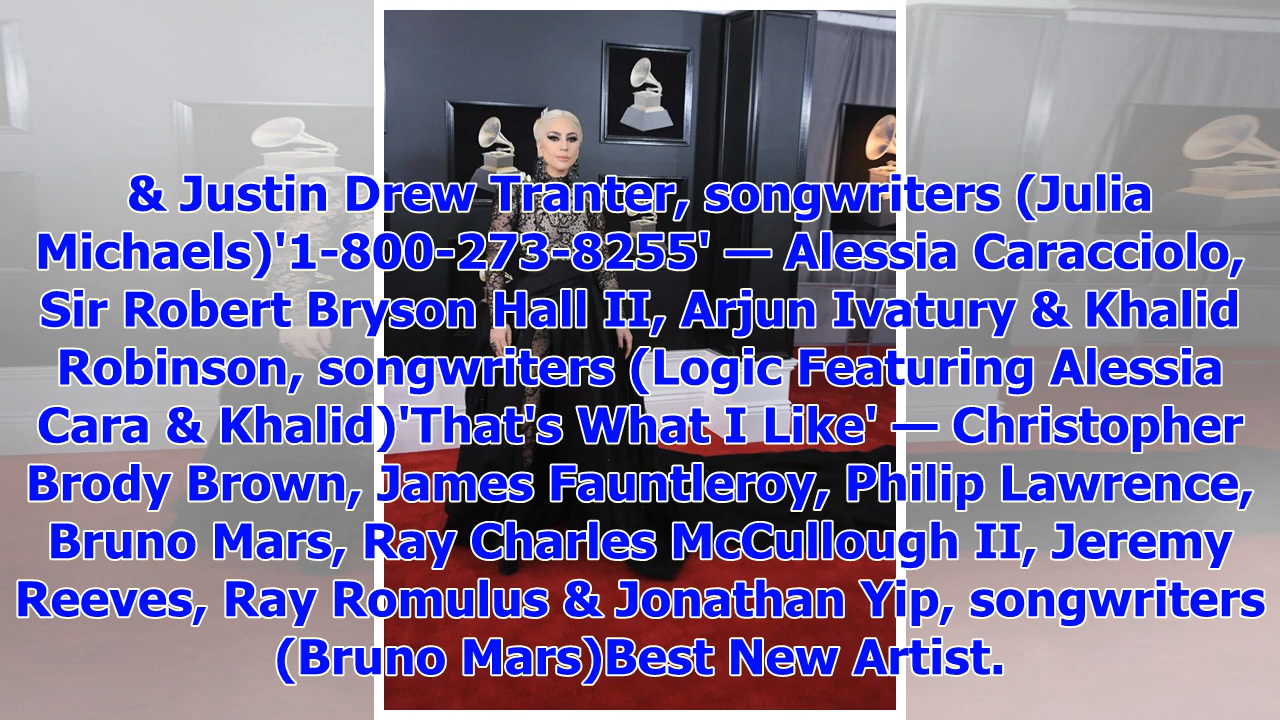 & Justin Drew Tranter, songwriters (Julia
Michaels)'1-800-273-8255' — Alessia Caracciolo,
Sir Robert Bryson Hall II, Arjun Ivatury & Khalid
Robinson, songwriters (Logic Featuring Alessia
Cara & Khalid)'That's What I Like' — Christopher
Brody Brown, James Fauntleroy, Philip Lawrence,
Bruno Mars, Ray Charles McCullough II, Jeremy
Reeves, Ray Romulus & Jonathan Yip, songwriters
(Bruno Mars)Best New Artist.